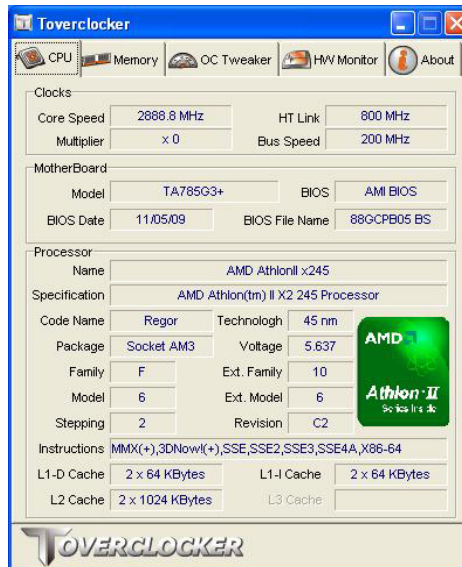 Toverclocker
CPU Memory OC Tweaker HW Monitor About
Clocks
Core Speed 2888.8 MHz HT Link 800 MHz
Multiplier x 0 Bus Speed 200 MHz
MotherBoard
Model TA785G3+ BIOS AMI BIOS
BIOS Date 11/05/09 BIOS File Name 88GCPB05 BS
Processor
Name AMD AthlonII x245
Specification AMD Athlon(tm) II X2 245 Processor
Code Name Regor Technologh 45 nm
Package Socket AM3 Voltage 5.637
Family F Ext. Family 10
Model 6 Ext. Model 6
Stepping 2 Revision C2
AMD
Athlon·II
Series Inside
Instructions MMX(+),3DNow!(+),SSE,SSE2,SSE3,SSE4A,X86-64
L1-D Cache 2 x 64 KBytes L1-I Cache 2 x 64 KBytes
L2 Cache 2 x 1024 KBytes L3 Cache
TOVERCLOCKER